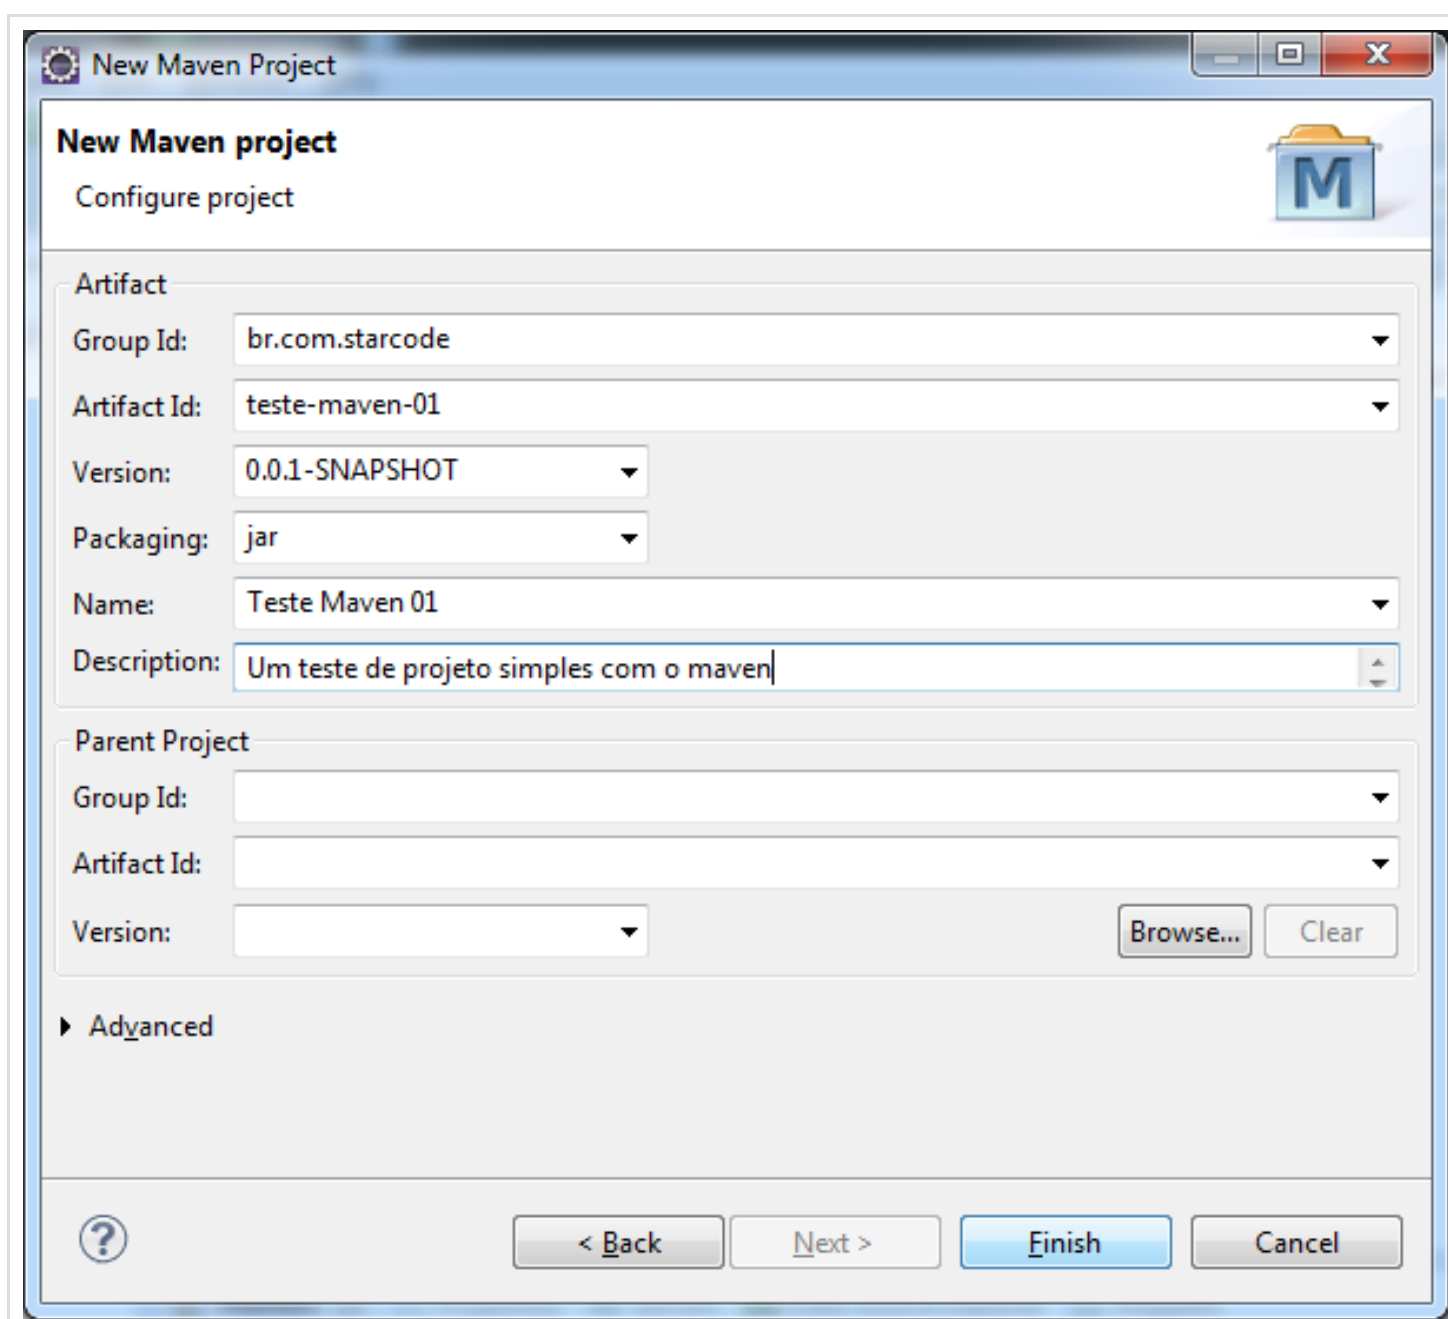 New Maven Project
New Maven project
Configure project
M
Artifact
Group Id: br.com.starcode
Artifact Id: teste-maven-01
Version: 0.0.1-SNAPSHOT
Packaging: jar
Name: Teste Maven 01
Description: Um teste de projeto simples com o maven
Parent Project
Group Id:
Artifact Id:
Version: Browse... Clear
Advanced
? < Back Next > Finish Cancel